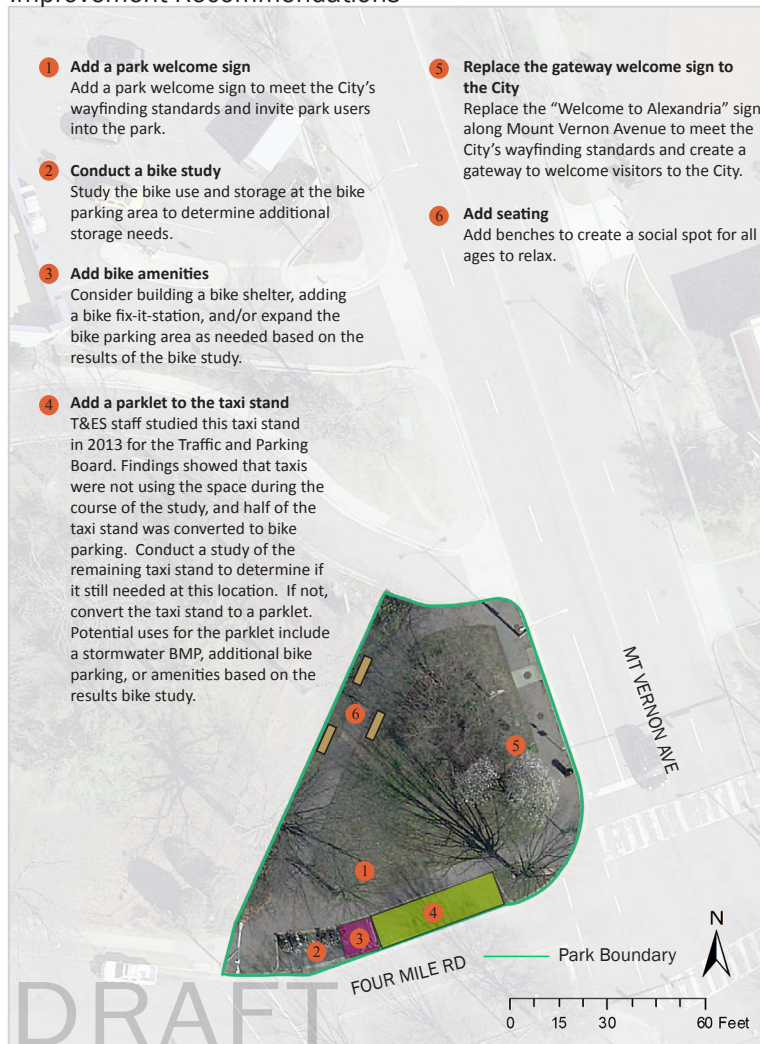 Improvement Recommendations
1 Add a park welcome sign
Add a park welcome sign to meet the City's
wayfinding standards and invite park users
into the park.
2 Conduct a bike study
Study the bike use and storage at the bike
parking area to determine additional
storage needs.
3 Add bike amenities
Consider building a bike shelter, adding
a bike fix-it-station, and/or expand the
bike parking area as needed based on the
results of the bike study.
4 Add a parklet to the taxi stand
T&ES staff studied this taxi stand
in 2013 for the Traffic and Parking
Board. Findings showed that taxis
were not using the space during the
course of the study, and half of the
taxi stand was converted to bike
parking. Conduct a study of the
remaining taxi stand to determine if
it still needed at this location. If not,
convert the taxi stand to a parklet.
Potential uses for the parklet include
a stormwater BMP, additional bike
parking, or amenities based on the
results bike study.
5 Replace the gateway welcome sign to
the City
Replace the "Welcome to Alexandria" sign
along Mount Vernon Avenue to meet the
City's wayfinding standards and create a
gateway to welcome visitors to the City.
6 Add seating
Add benches to create a social spot for all
ages to relax.
MT VERNON AVE
6
5
1
4
3
2
FOUR MILE RD
Park Boundary
N
0 15 30 60 Feet
DRAFT